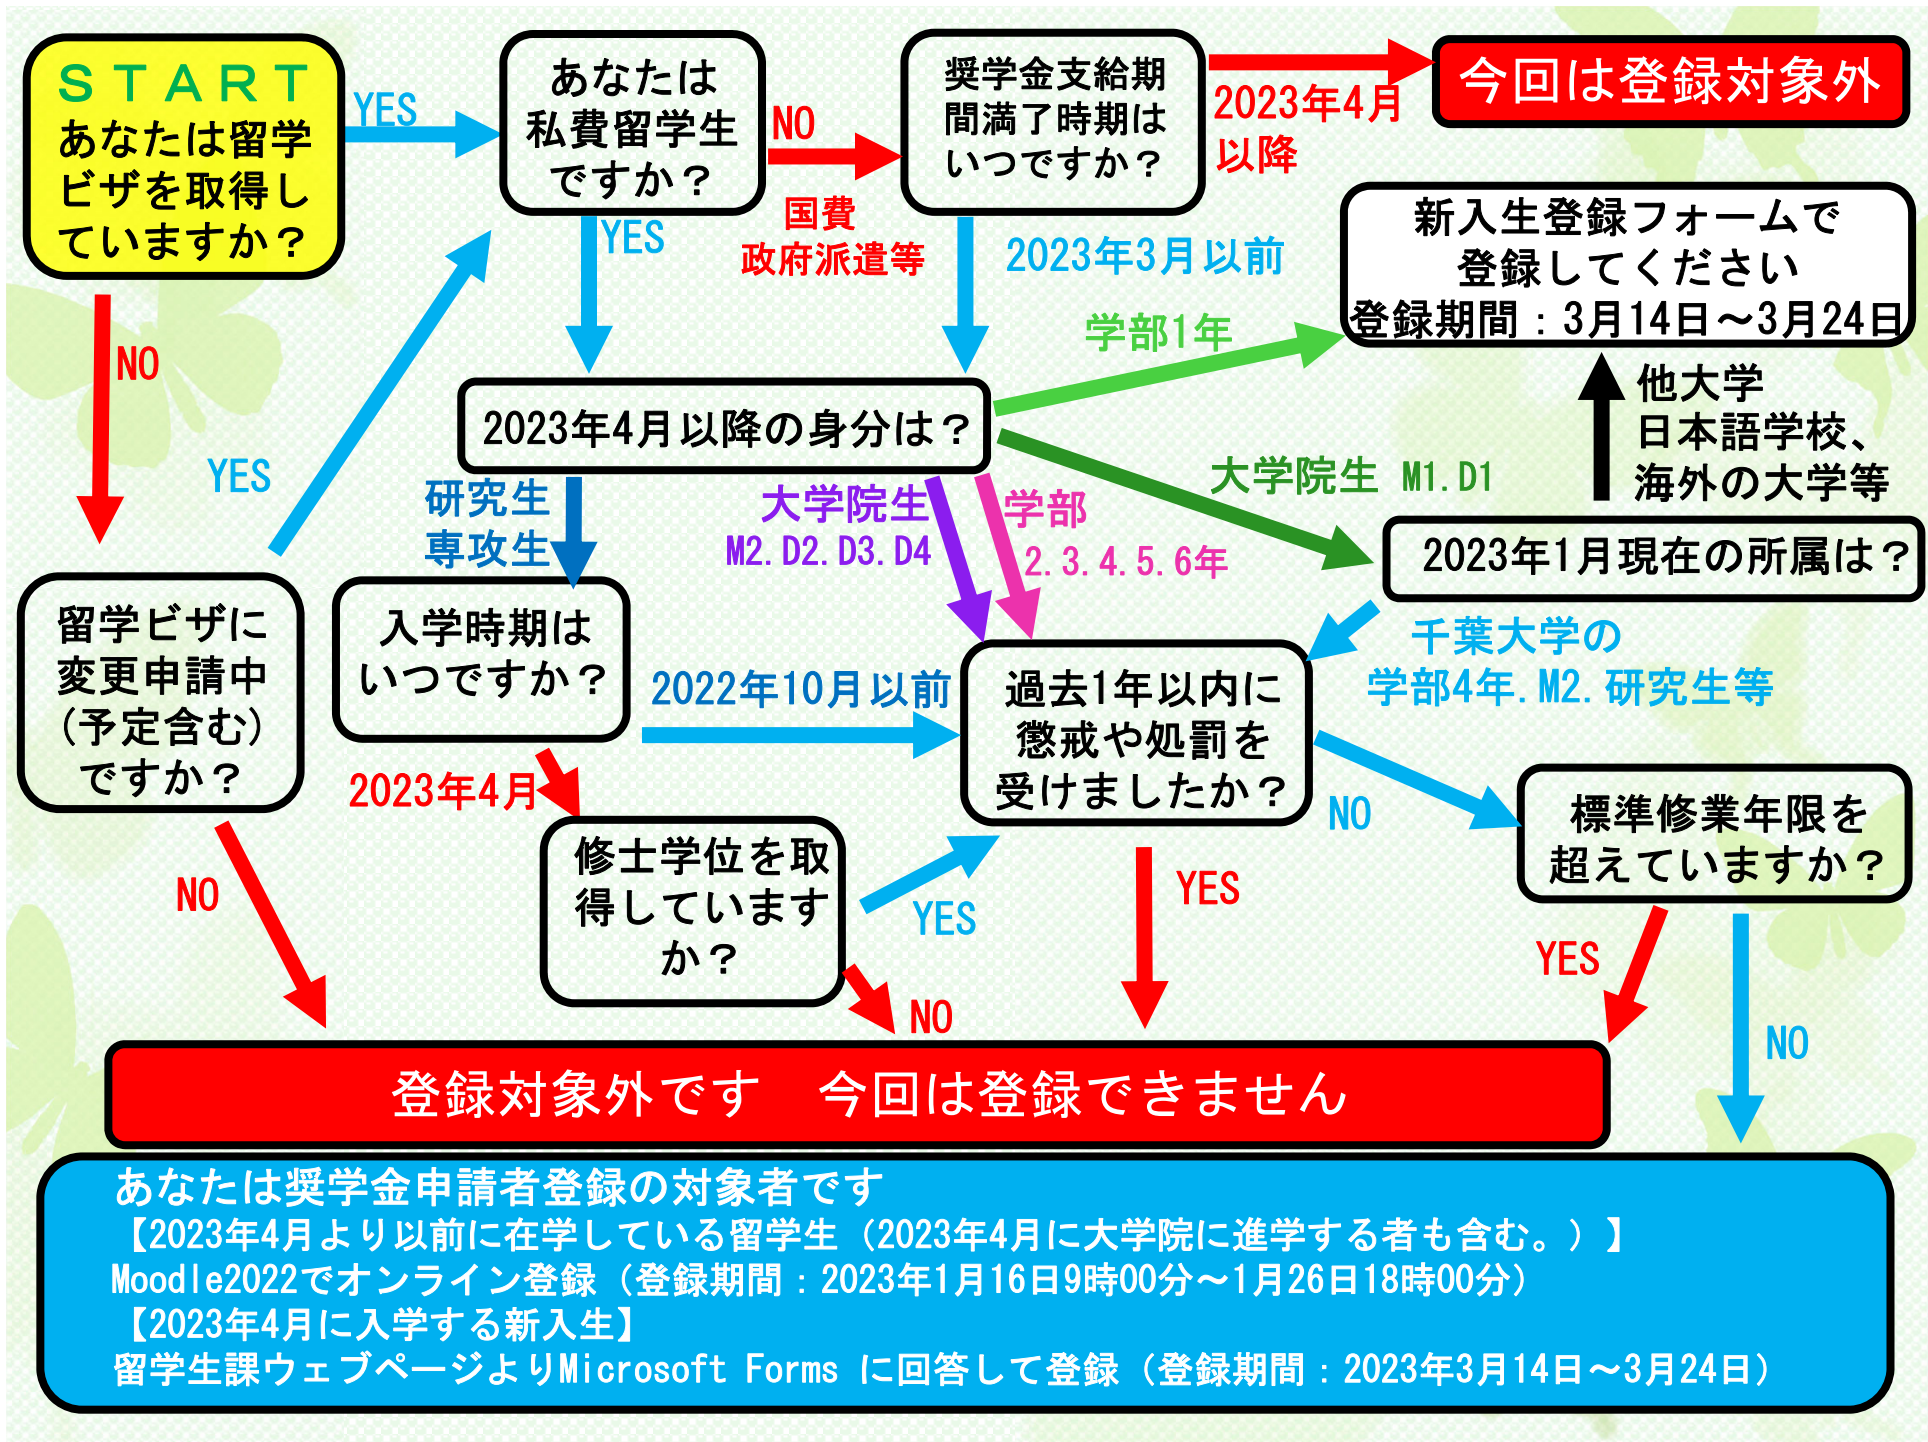 START
あなたは留学
ビザを取得し
ていますか？
YES
NO
あなたは
私費留学生
ですか？
NO
国費
政府派遣等
YES
奨学金支給期
間満了時期は
いつですか？
2023年4月
以降
今回は登録対象外
2023年3月以前
新入生登録フォームで
登録してください
登録期間：3月14日～3月24日
学部1年
他大学
日本語学校、
海外の大学等
2023年4月以降の身分は？
YES
研究生
専攻生
大学院生
M2.D2.D3.D4
学部
2.3.4.5.6年
大学院生 M1.D1
2023年1月現在の所属は？
千葉大学の
学部4年.M2.研究生等
留学ビザに
変更申請中
(予定含む)
ですか？
入学時期は
いつですか？
2022年10月以前
2023年4月
過去1年以内に
懲戒や処罰を
受けましたか？
NO
標準修業年限を
超えていますか？
NO
修士学位を取
得しています
か？
YES
NO
YES
YES
NO
登録対象外です　今回は登録できません
あなたは奨学金申請者登録の対象者です
【2023年4月より以前に在学している留学生（2023年4月に大学院に進学する者も含む。）】
Moodle2022でオンライン登録（登録期間：2023年1月16日9時00分～1月26日18時00分）
【2023年4月に入学する新入生】
留学生課ウェブページよりMicrosoft Forms に回答して登録（登録期間：2023年3月14日～3月24日）